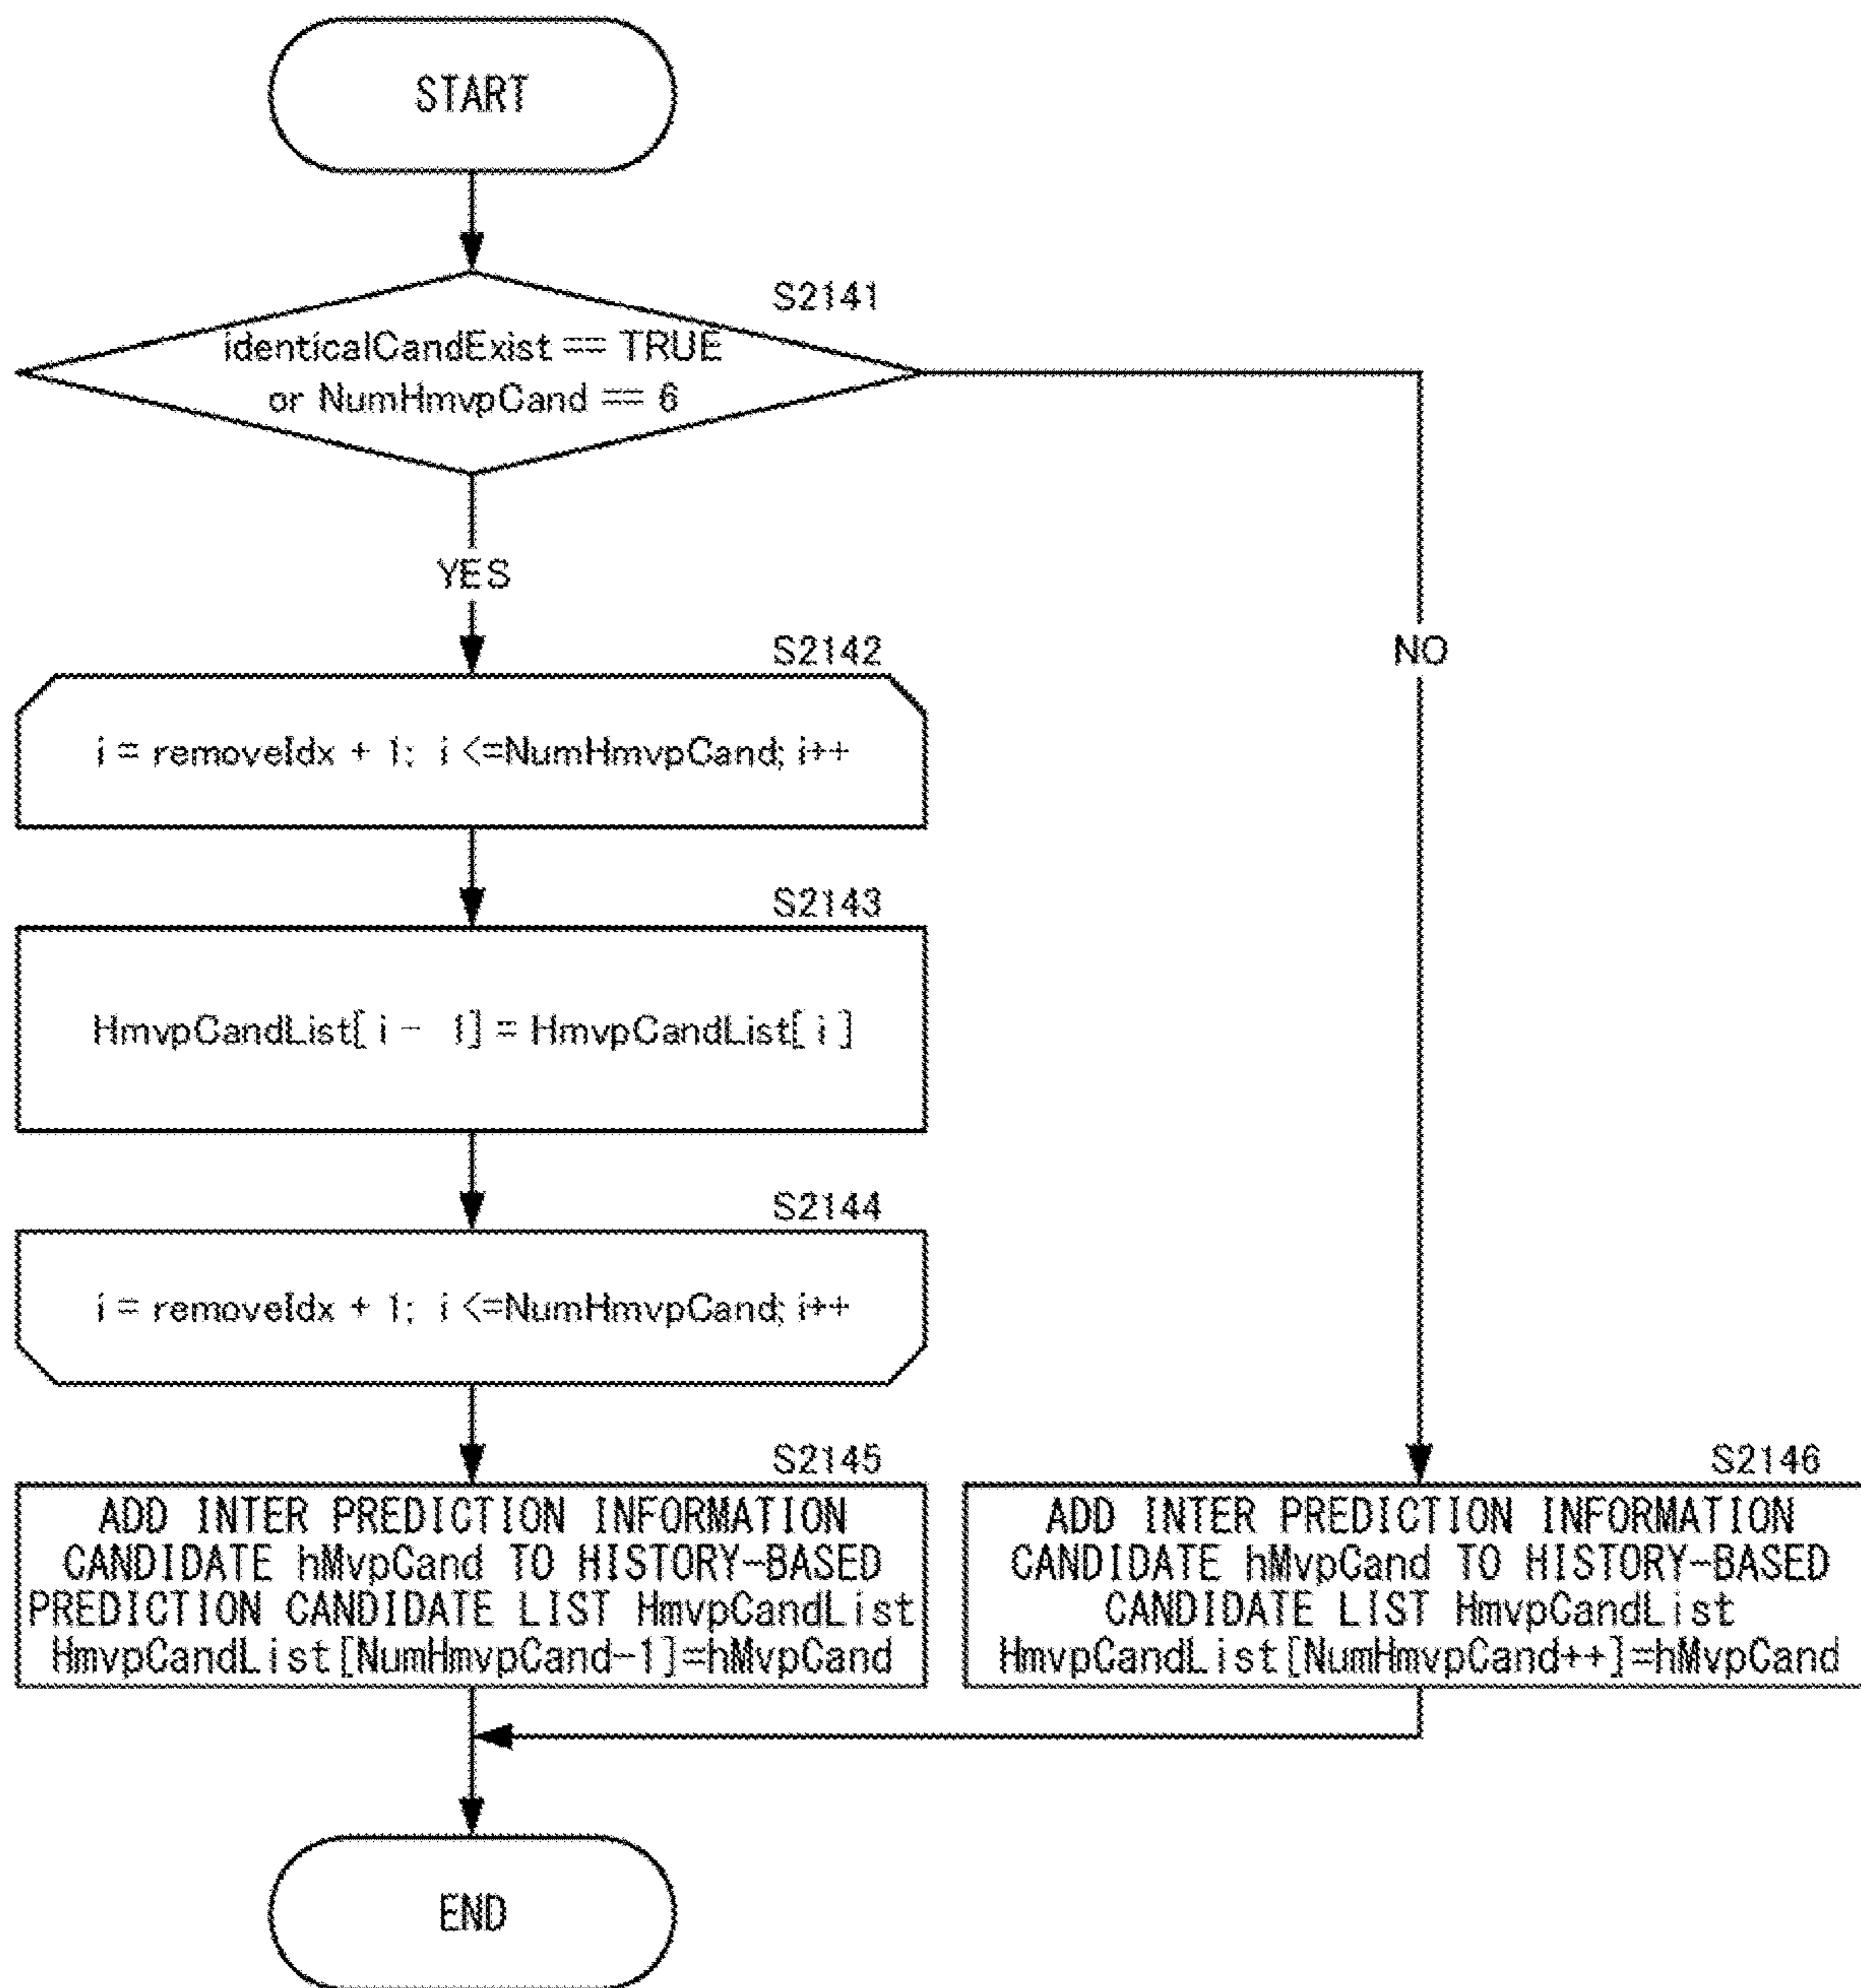 START
S2141
identicalCandExist == TRUE
or NumHmvpCand == 6
YES
NO
S2142
i = removeIdx + 1; i <=NumHmvpCand; i++
S2143
HmvpCandList[ i - 1] = HmvpCandList[ i ]
S2144
i = removeIdx + 1; i <=NumHmvpCand; i++
S2145
ADD INTER PREDICTION INFORMATION
CANDIDATE hMvpCand TO HISTORY-BASED
PREDICTION CANDIDATE LIST HmvpCandList
HmvpCandList[NumHmvpCand-1]=hMvpCand
S2146
ADD INTER PREDICTION INFORMATION
CANDIDATE hMvpCand TO HISTORY-BASED
CANDIDATE LIST HmvpCandList
HmvpCandList[NumHmvpCand++]=hMvpCand
END